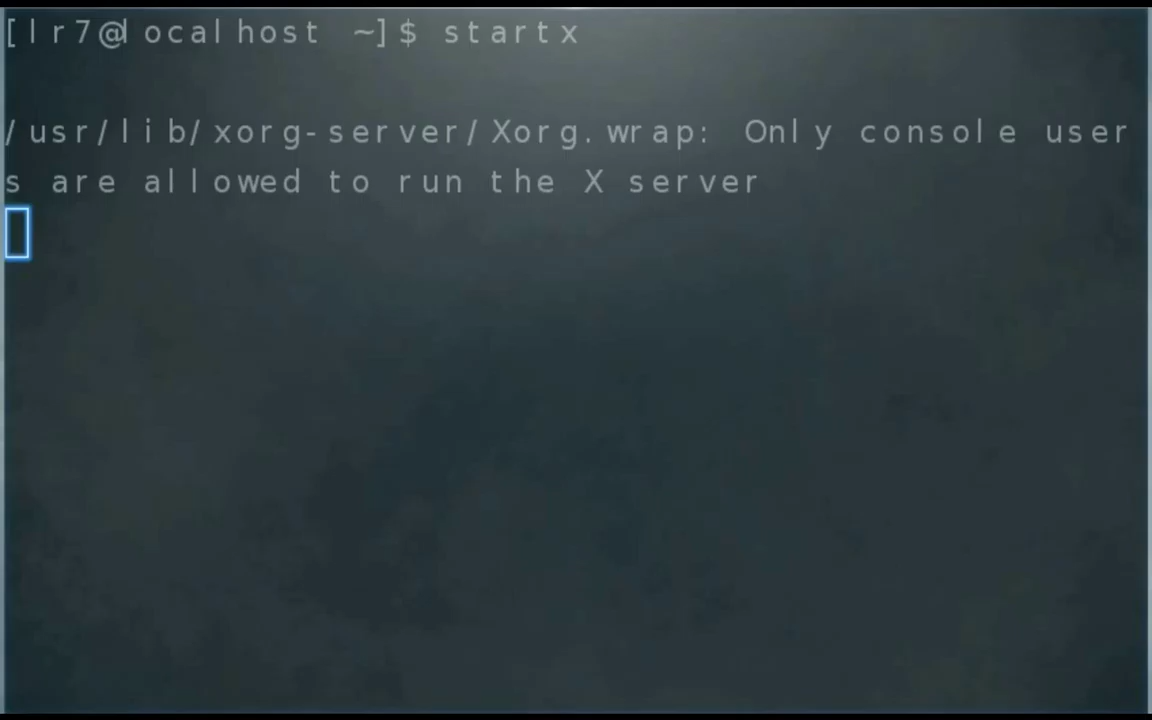 [lr7@localhost ~]$ startx
/usr/lib/xorg-server/Xorg.wrap: Only console user
s are allowed to run the X server